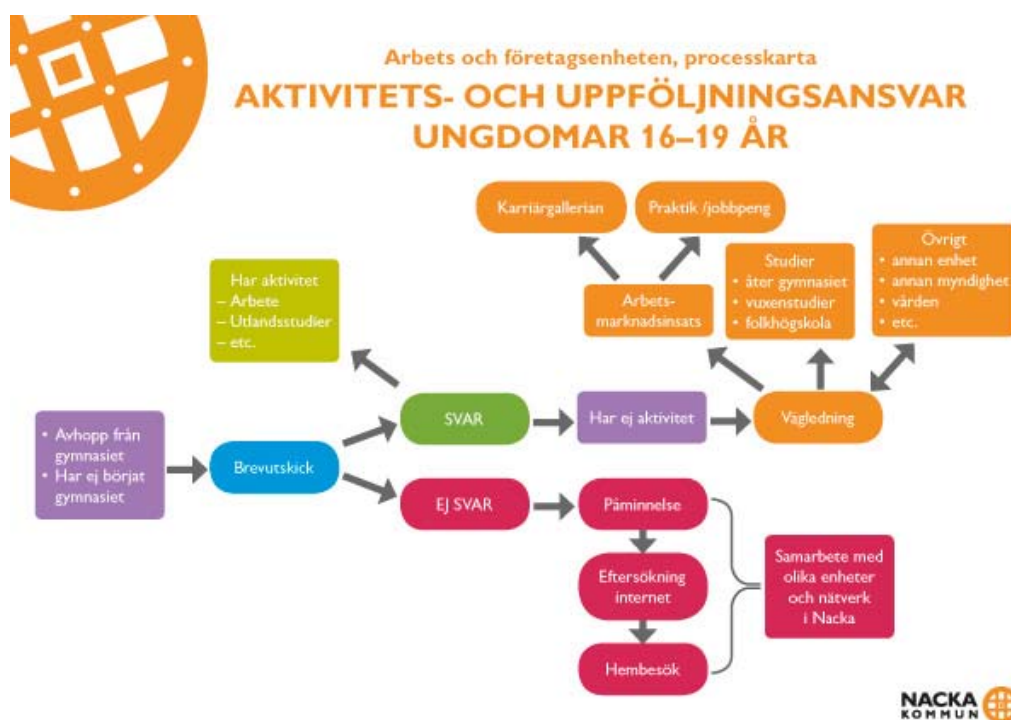 Arbets och företagsenheten, processkarta
AKTIVITETS- OCH UPPFÖLJNINGSANSVAR
UNGDOMAR 16–19 ÅR
Karriärgallerian
Praktik /jobbpeng
Har aktivitet
– Arbete
– Utlandsstudier
– etc.
Arbets-
marknadsinsats
Studier
• åter gymnasiet
• vuxenstudier
• folkhögskola
Övrigt
• annan enhet
• annan myndighet
• vården
• etc.
• Avhopp från
gymnasiet
• Har ej börjat
gymnasiet
Brevutskick
SVAR
Har ej aktivitet
Vägledning
EJ SVAR
Påminnelse
Eftersökning
internet
Hembesök
Samarbete med
olika enheter
och nätverk
i Nacka
NACKA
KOMMUN